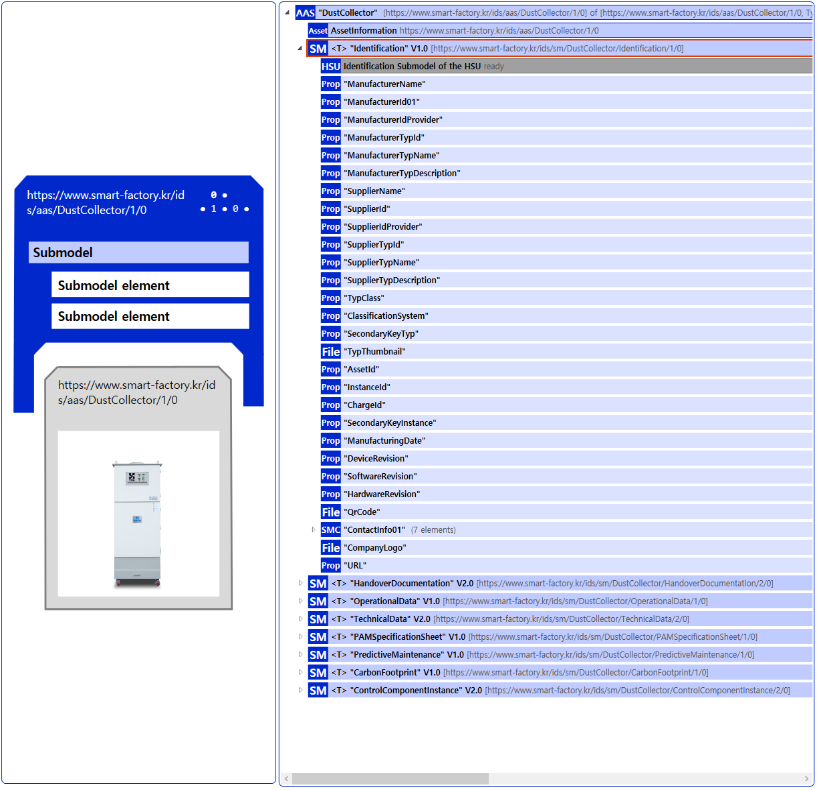 https://www.smart-factory.kr/id
s/aas/DustCollector/1/0
0
1 0
Submodel
Submodel element
Submodel element
https://www.smart-factory.kr/id
s/aas/DustCollector/1/0
AAS "DustCollector" [https://www.smart-factory.kr/ids/aas/DustCollector/1/0] of [https://www.smart-factory.kr/ids/aas/DustCollector/1/0, Ty
Asset AssetInformation https://www.smart-factory.kr/ids/aas/DustCollector/1/0
SM <T> "Identification" V1.0 [https://www.smart-factory.kr/ids/sm/DustCollector/Identification/1/0]
HSU Identification Submodel of the HSU ready
Prop "ManufacturerName"
Prop "ManufacturerId01"
Prop "ManufacturerIdProvider"
Prop "ManufacturerTypId"
Prop "ManufacturerTypName"
Prop "ManufacturerTypDescription"
Prop "SupplierName"
Prop "SupplierId"
Prop "SupplierIdProvider"
Prop "SupplierTypId"
Prop "SupplierTypName"
Prop "SupplierTypDescription"
Prop "TypClass"
Prop "ClassificationSystem"
Prop "SecondaryKeyTyp"
File "TypThumbnail"
Prop "AssetId"
Prop "InstanceId"
Prop "ChargeId"
Prop "SecondaryKeyInstance"
Prop "ManufacturingDate"
Prop "DeviceRevision"
Prop "SoftwareRevision"
Prop "HardwareRevision"
File "QrCode"
SMC "ContactInfo01" (7 elements)
File "CompanyLogo"
Prop "URL"
SM <T> "HandoverDocumentation" V2.0 [https://www.smart-factory.kr/ids/sm/DustCollector/HandoverDocumentation/2/0]
SM <T> "OperationalData" V1.0 [https://www.smart-factory.kr/ids/sm/DustCollector/OperationalData/1/0]
SM <T> "TechnicalData" V2.0 [https://www.smart-factory.kr/ids/sm/DustCollector/TechnicalData/2/0]
SM <T> "PAMSpecificationSheet" V1.0 [https://www.smart-factory.kr/ids/sm/DustCollector/PAMSpecificationSheet/1/0]
SM <T> "PredictiveMaintenance" V1.0 [https://www.smart-factory.kr/ids/sm/DustCollector/PredictiveMaintenance/1/0]
SM <T> "CarbonFootprint" V1.0 [https://www.smart-factory.kr/ids/sm/DustCollector/CarbonFootprint/1/0]
SM <T> "ControlComponentInstance" V2.0 [https://www.smart-factory.kr/ids/sm/DustCollector/ControlComponentInstance/2/0]